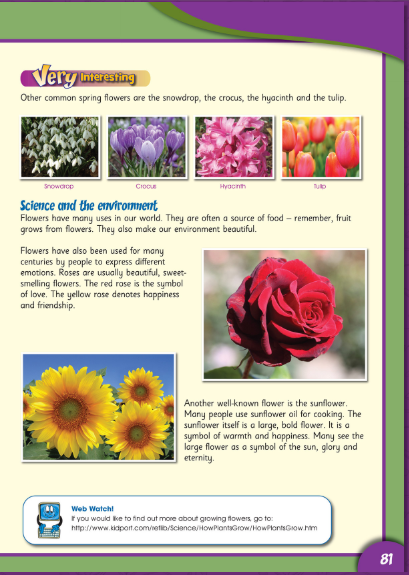 Very Interesting
Other common spring flowers are the snowdrop, the crocus, the hyacinth and the tulip.
Snowdrop
Crocus
Hyacinth
Tulip
Science and the environment
Flowers have many uses in our world. They are often a source of food – remember, fruit
grows from flowers. They also make our environment beautiful.
Flowers have also been used for many
centuries by people to express different
emotions. Roses are usually beautiful, sweet-
smelling flowers. The red rose is the symbol
of love. The yellow rose denotes happiness
and friendship.
Another well-known flower is the sunflower.
Many people use sunflower oil for cooking. The
sunflower itself is a large, bold flower. It is a
symbol of warmth and happiness. Many see the
large flower as a symbol of the sun, glory and
eternity.
Web Watch!
If you would like to find out more about growing flowers, go to:
http://www.kidport.com/reflib/Science/HowPlantsGrow/HowPlantsGrow.htm
81